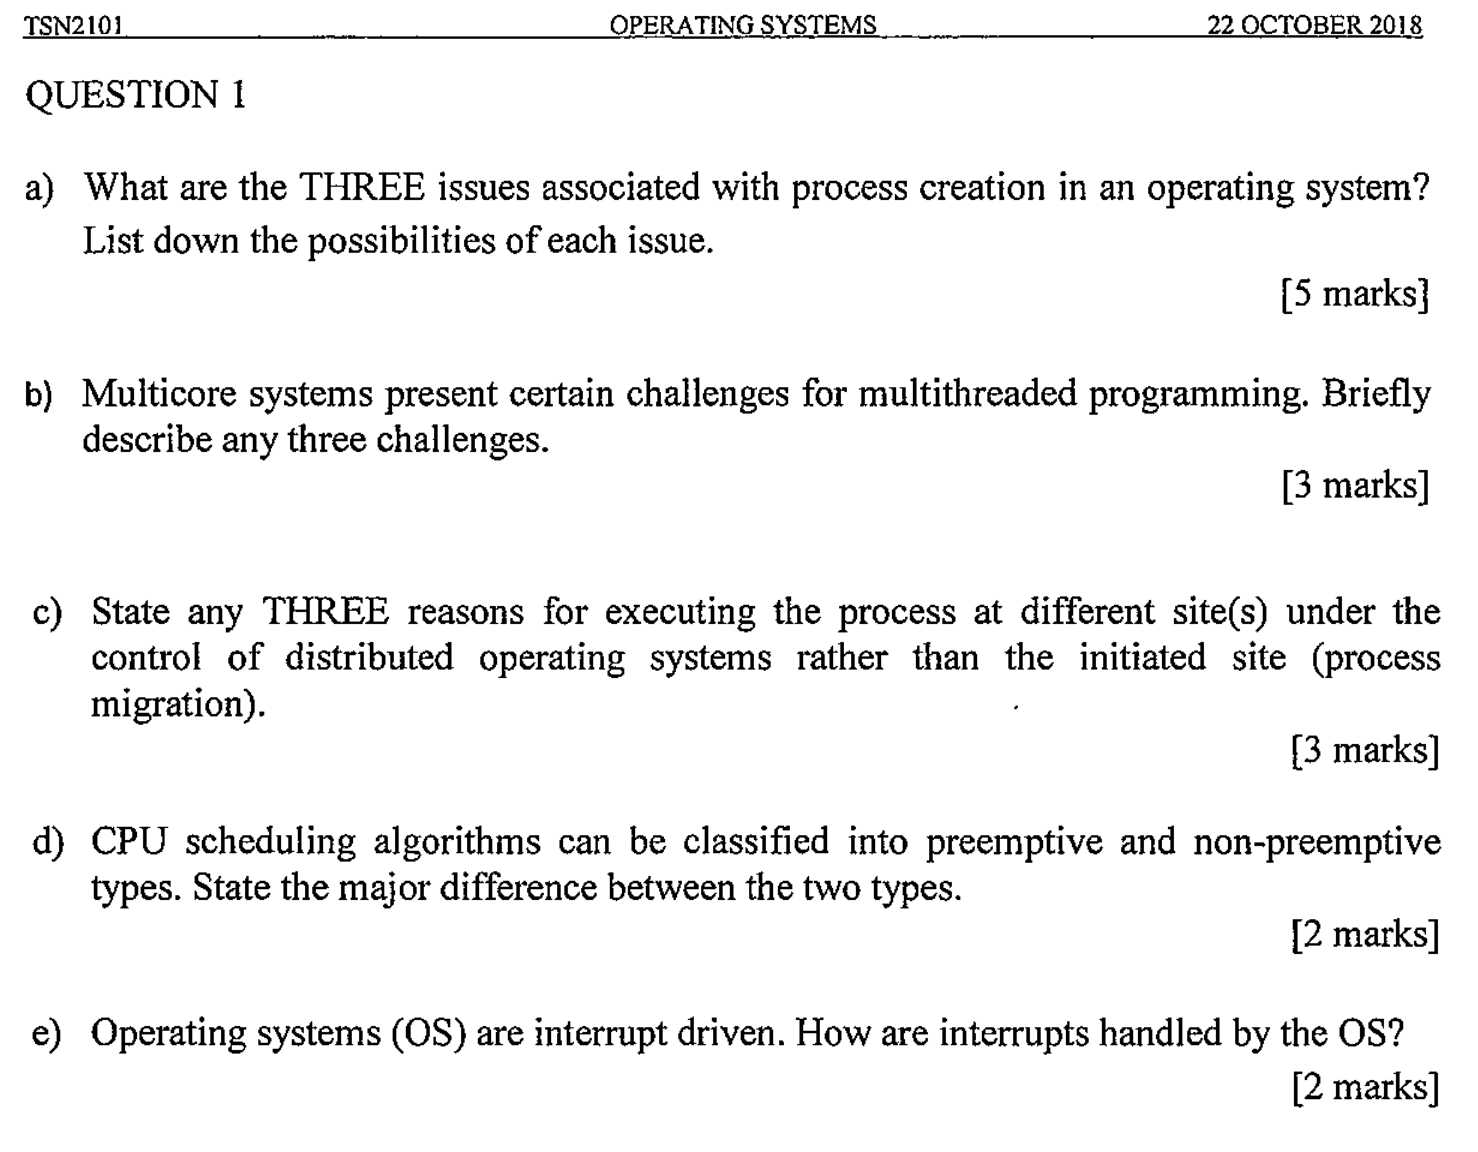 TSN2101 OPERATING SYSTEMS 22 OCTOBER 2018
QUESTION 1
a) What are the THREE issues associated with process creation in an operating system?
List down the possibilities of each issue.
[5 marks]
b) Multicore systems present certain challenges for multithreaded programming. Briefly
describe any three challenges.
[3 marks]
c) State any THREE reasons for executing the process at different site(s) under the
control of distributed operating systems rather than the initiated site (process
migration).
[3 marks]
d) CPU scheduling algorithms can be classified into preemptive and non-preemptive
types. State the major difference between the two types.
[2 marks]
e) Operating systems (OS) are interrupt driven. How are interrupts handled by the OS?
[2 marks]